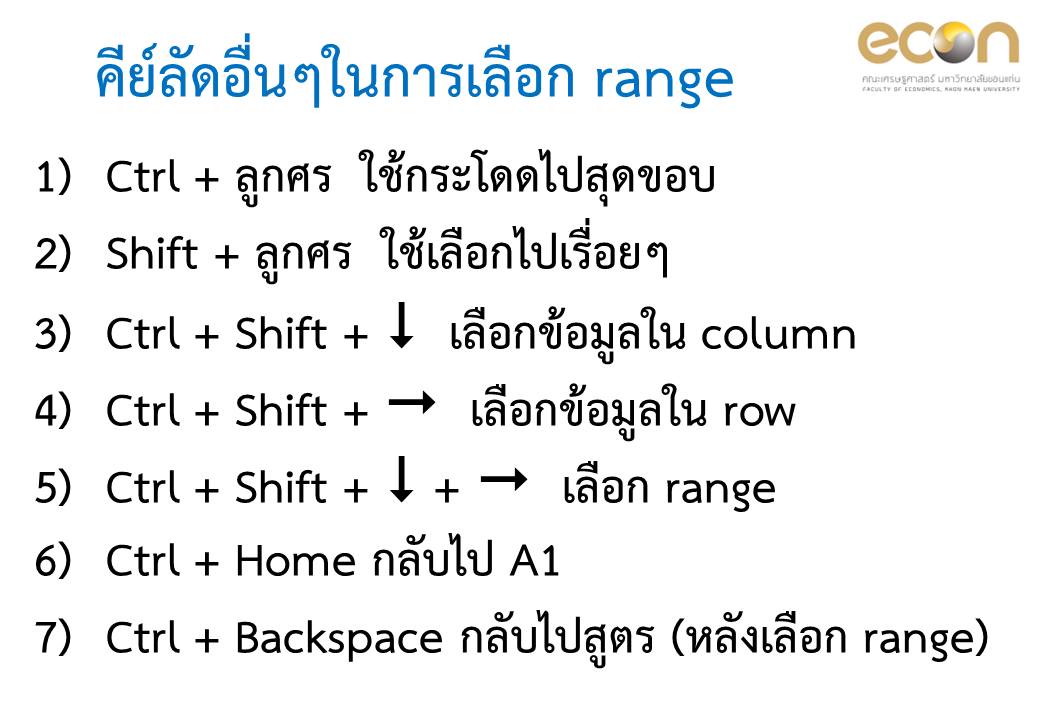 คีย์ลัดอื่นๆในการเลือก range
econ
คณะเศรษฐศาสตร์ มหาวิทยาลัยขอนแก่น
FACULTY OF ECONOMICS, KHON KAEN UNIVERSITY
1) Ctrl + ลูกศร ใช้กระโดดไปสุดขอบ
2) Shift + ลูกศร ใช้เลือกไปเรื่อยๆ
3) Ctrl + Shift + ↓ เลือกข้อมูลใน column
4) Ctrl + Shift + → เลือกข้อมูลใน row
5) Ctrl + Shift + ↓ + → เลือก range
6) Ctrl + Home กลับไป A1
7) Ctrl + Backspace กลับไปสูตร (หลังเลือก range)